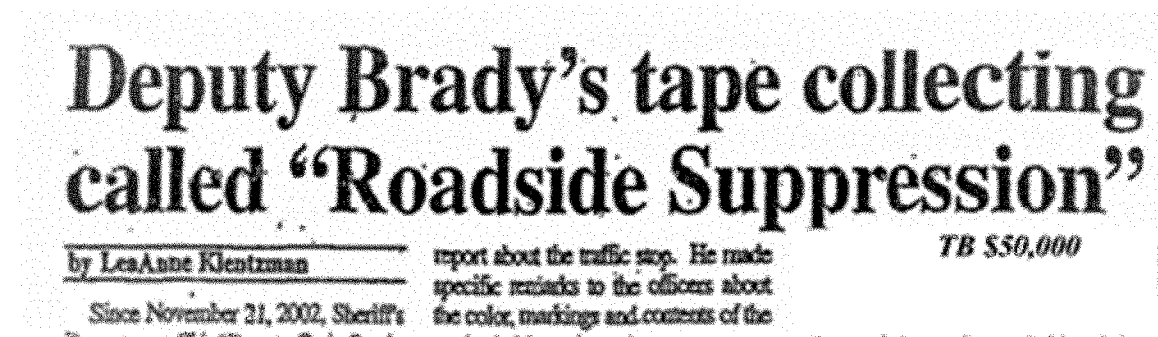 Deputy Brady's tape collecting
called "Roadside Suppression"
TB $50,000
by LeaAnne Klentzman
Since November 21, 2002, Sheriff's
report about the traffic stop. He made
specific remarks to the officers about
the color, markings and contents of the